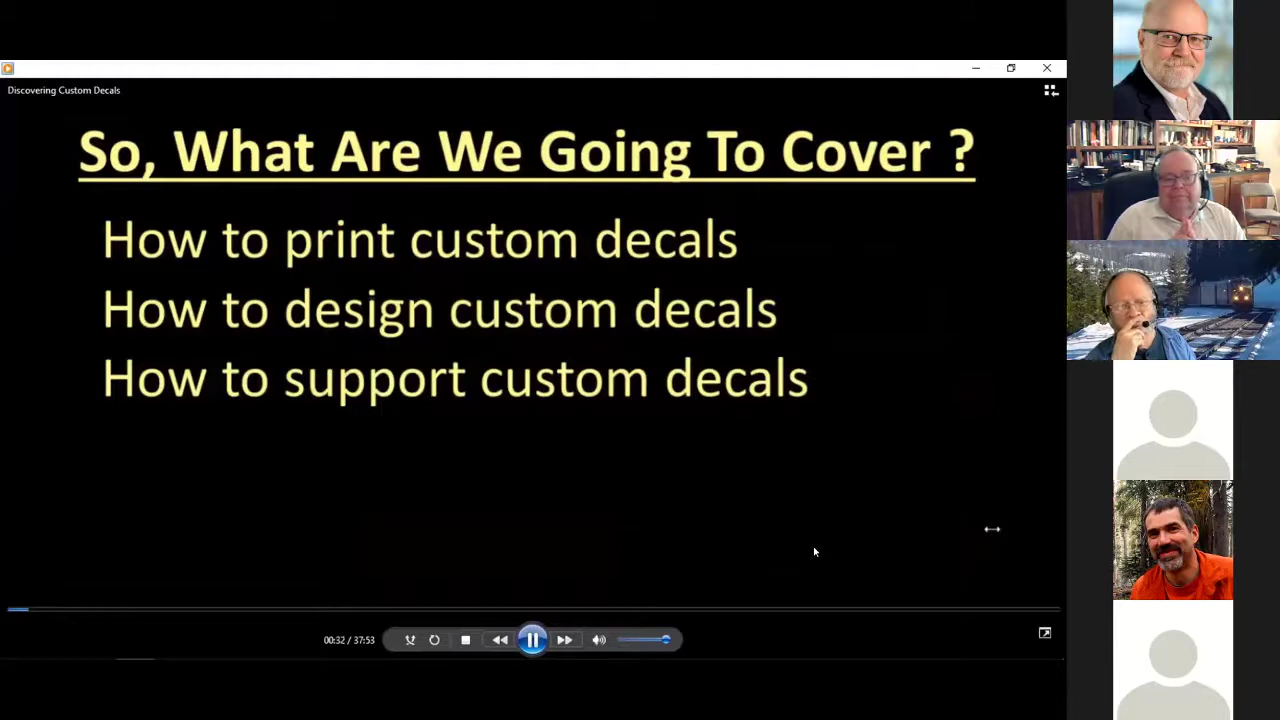 Discovering Custom Decals
So, What Are We Going To Cover ?
How to print custom decals
How to design custom decals
How to support custom decals
00:32 / 37:53